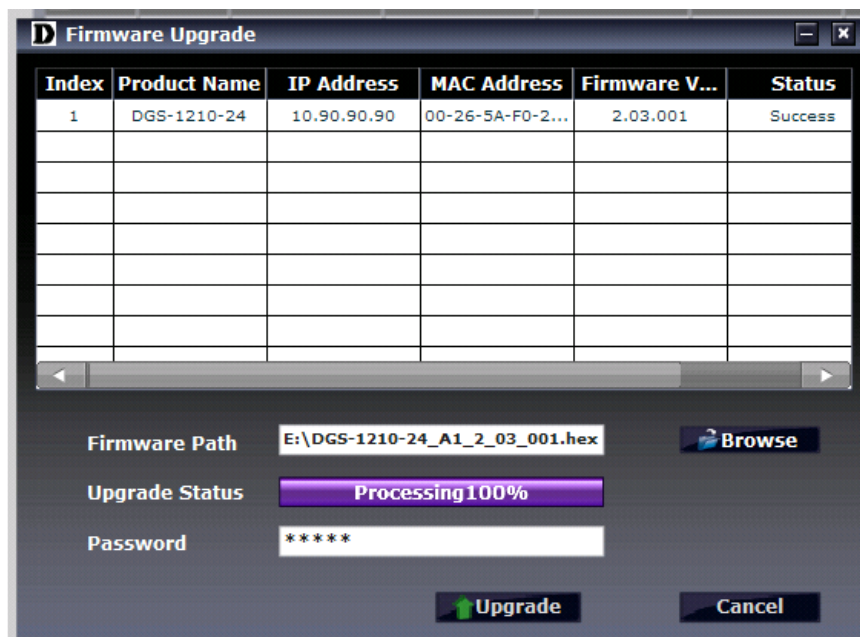 D Firmware Upgrade
Index Product Name IP Address MAC Address Firmware V... Status
1 DGS-1210-24 10.90.90.90 00-26-5A-F0-2... 2.03.001 Success
Firmware Path E:\DGS-1210-24_A1_2_03_001.hex Browse
Upgrade Status Processing100%
Password *****
Upgrade Cancel